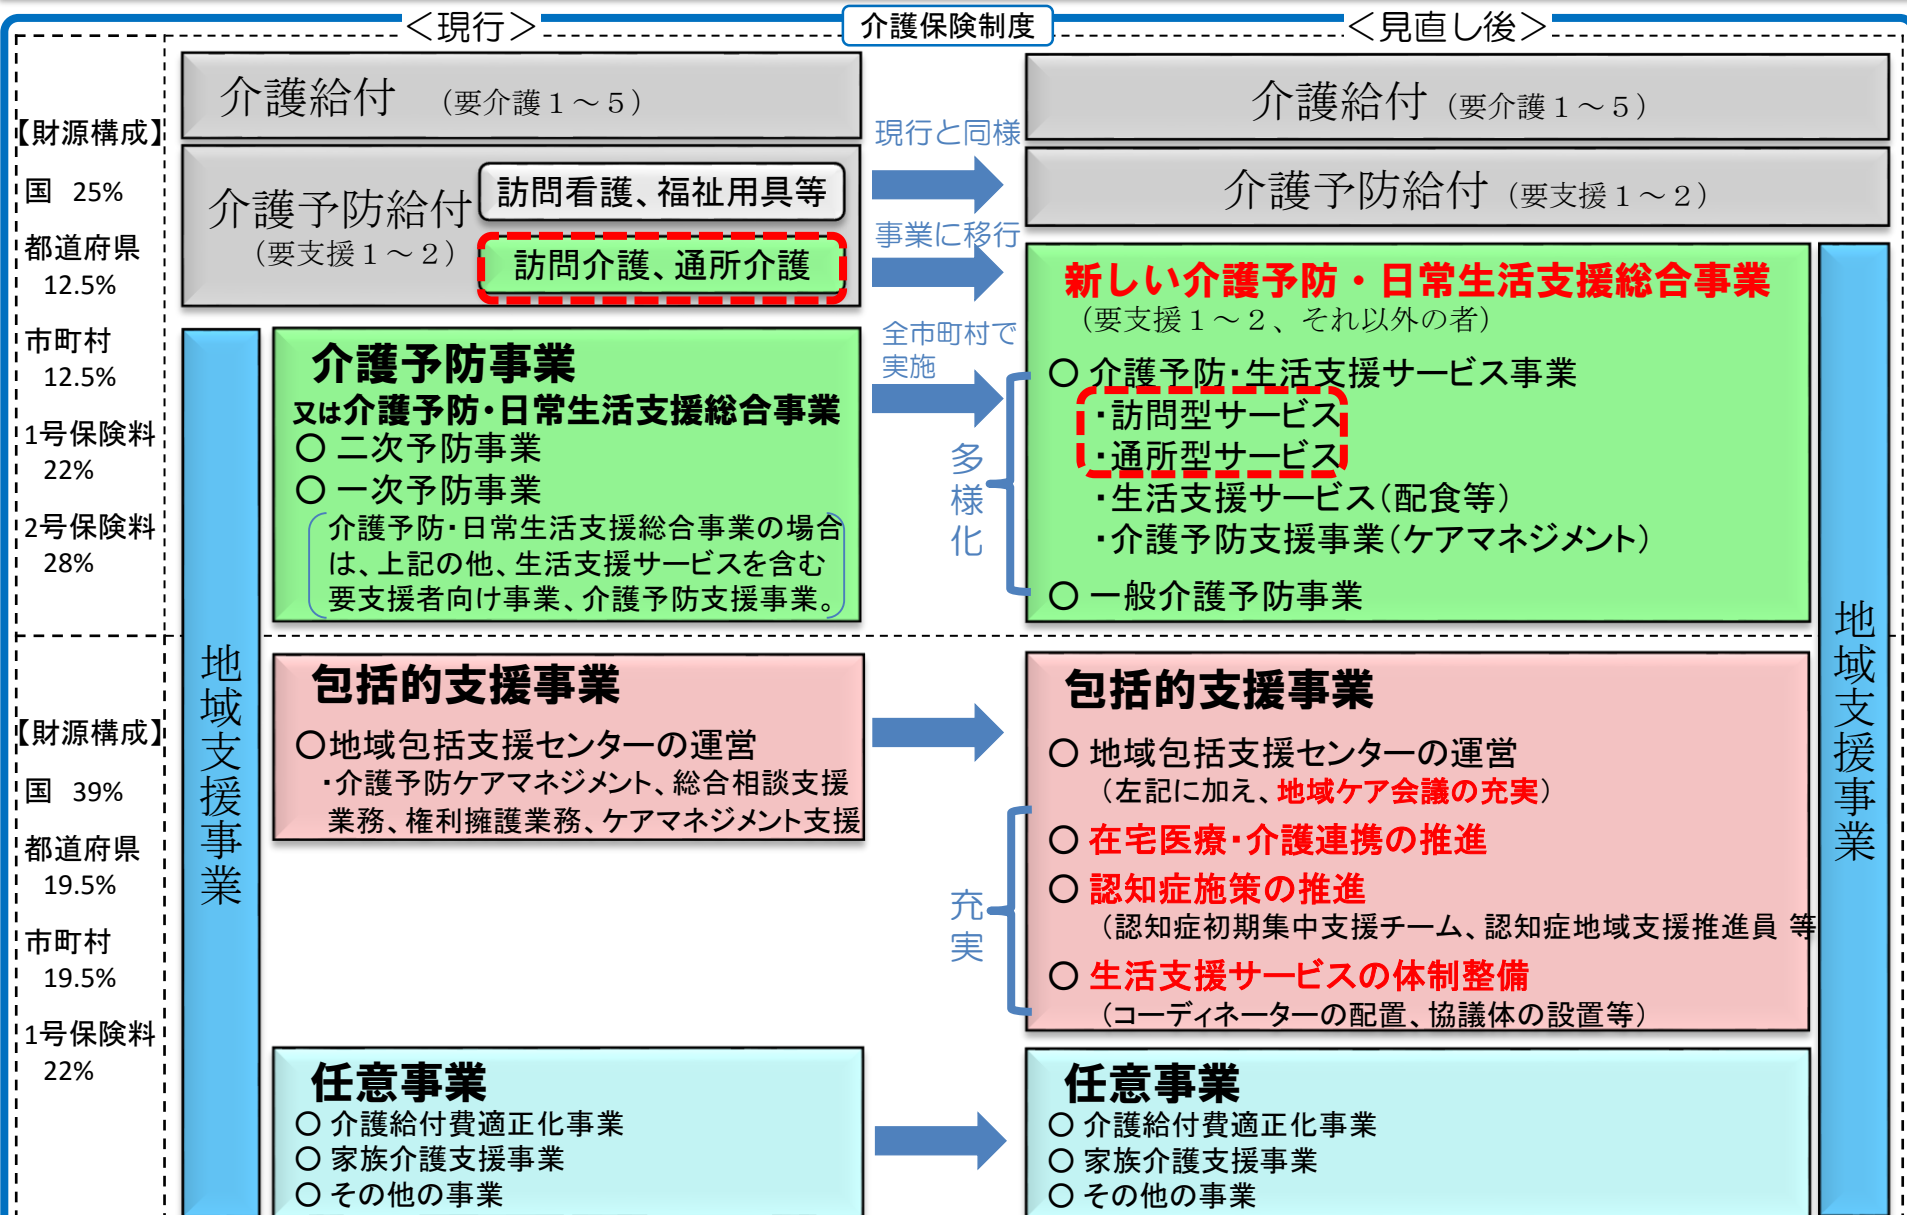 介護保険制度
＜現行＞
＜見直し後＞
【財源構成】
国 25%
都道府県
12.5%
市町村
12.5%
1号保険料
22%
2号保険料
28%
【財源構成】
国 39%
都道府県
19.5%
市町村
19.5%
1号保険料
22%
介護給付 （要介護１～５）
介護予防給付
（要支援１～２）
訪問看護、福祉用具等
訪問介護、通所介護
地域支援事業
介護予防事業
又は介護予防・日常生活支援総合事業
○ 二次予防事業
○ 一次予防事業
介護予防・日常生活支援総合事業の場合
は、上記の他、生活支援サービスを含む
要支援者向け事業、介護予防支援事業。
包括的支援事業
○地域包括支援センターの運営
・介護予防ケアマネジメント、総合相談支援
業務、権利擁護業務、ケアマネジメント支援
任意事業
○ 介護給付費適正化事業
○ 家族介護支援事業
○ その他の事業
現行と同様
事業に移行
全市町村で
実施
多様化
充実
介護給付 （要介護１～５）
介護予防給付 （要支援１～２）
新しい介護予防・日常生活支援総合事業
（要支援１～２、それ以外の者）
○ 介護予防・生活支援サービス事業
・訪問型サービス
・通所型サービス
・生活支援サービス（配食等）
・介護予防支援事業（ケアマネジメント）
○ 一般介護予防事業
包括的支援事業
○ 地域包括支援センターの運営
（左記に加え、地域ケア会議の充実）
○ 在宅医療・介護連携の推進
○ 認知症施策の推進
（認知症初期集中支援チーム、認知症地域支援推進員 等
○ 生活支援サービスの体制整備
（コーディネーターの配置、協議体の設置等）
任意事業
○ 介護給付費適正化事業
○ 家族介護支援事業
○ その他の事業
地域支援事業